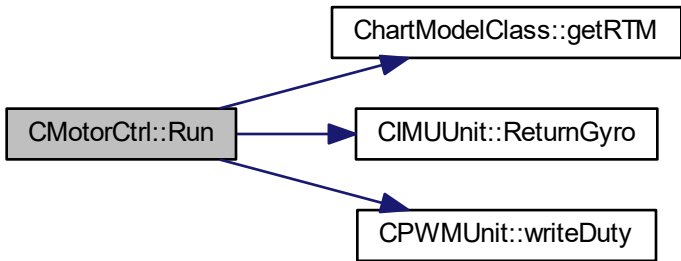 ChartModelClass::getRTM
CMotorCtrl::Run
CIMUUnit::ReturnGyro
CPWMUnit::writeDuty